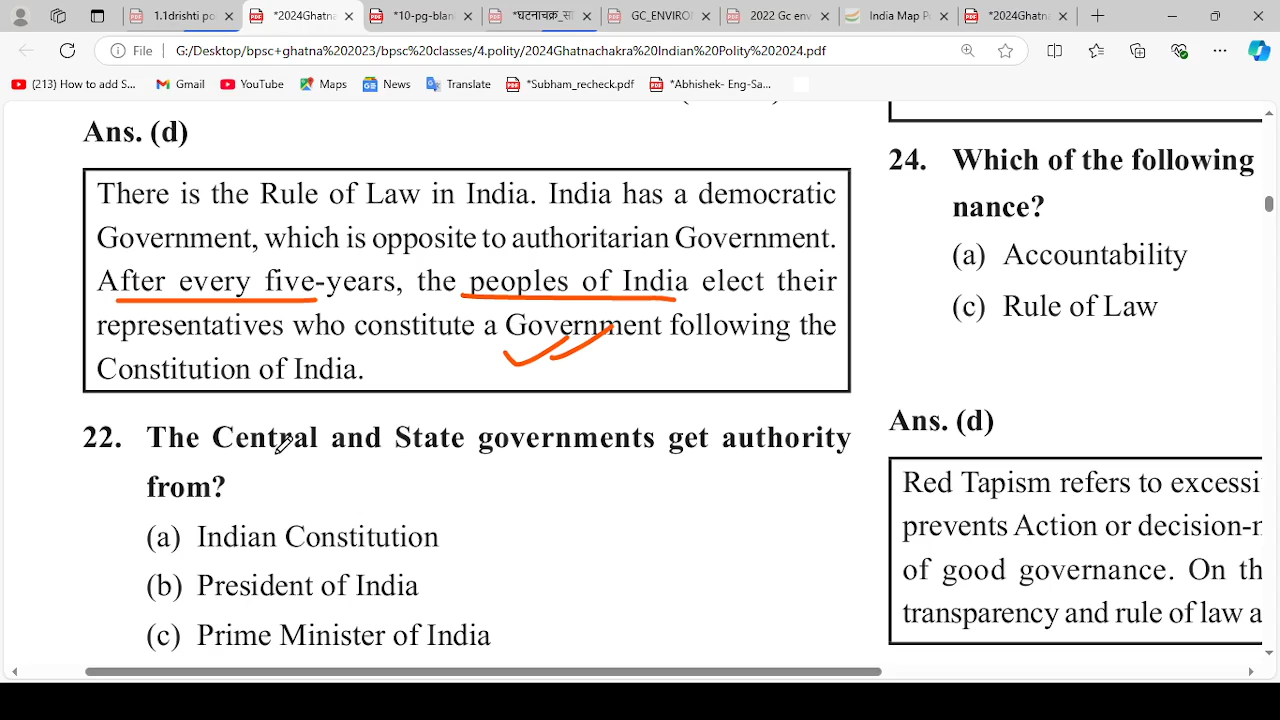 1.1drishti po
*2024Ghatna
*10-pg-blan
*घटनाचक्र_सा
GC_ENVIRO
2022 Gc env
India Map P
*2024Ghatna
File
G:/Desktop/bpsc+ghatna%202023/bpsc%20classes/4.polity/2024Ghatnachakra%20Indian%20Polity%202024.pdf
(213) How to add S...
Gmail
YouTube
Maps
News
Translate
*Subham_recheck.pdf
*Abhishek- Eng-Sa...
Ans. (d)
There is the Rule of Law in India. India has a democratic
Government, which is opposite to authoritarian Government.
After every five-years, the peoples of India elect their
representatives who constitute a Government following the
Constitution of India.
22. The Central and State governments get authority
from?
(a) Indian Constitution
(b) President of India
(c) Prime Minister of India
24. Which of the following
nance?
(a) Accountability
(c) Rule of Law
Ans. (d)
Red Tapism refers to excessi
prevents Action or decision-
of good governance. On th
transparency and rule of law a